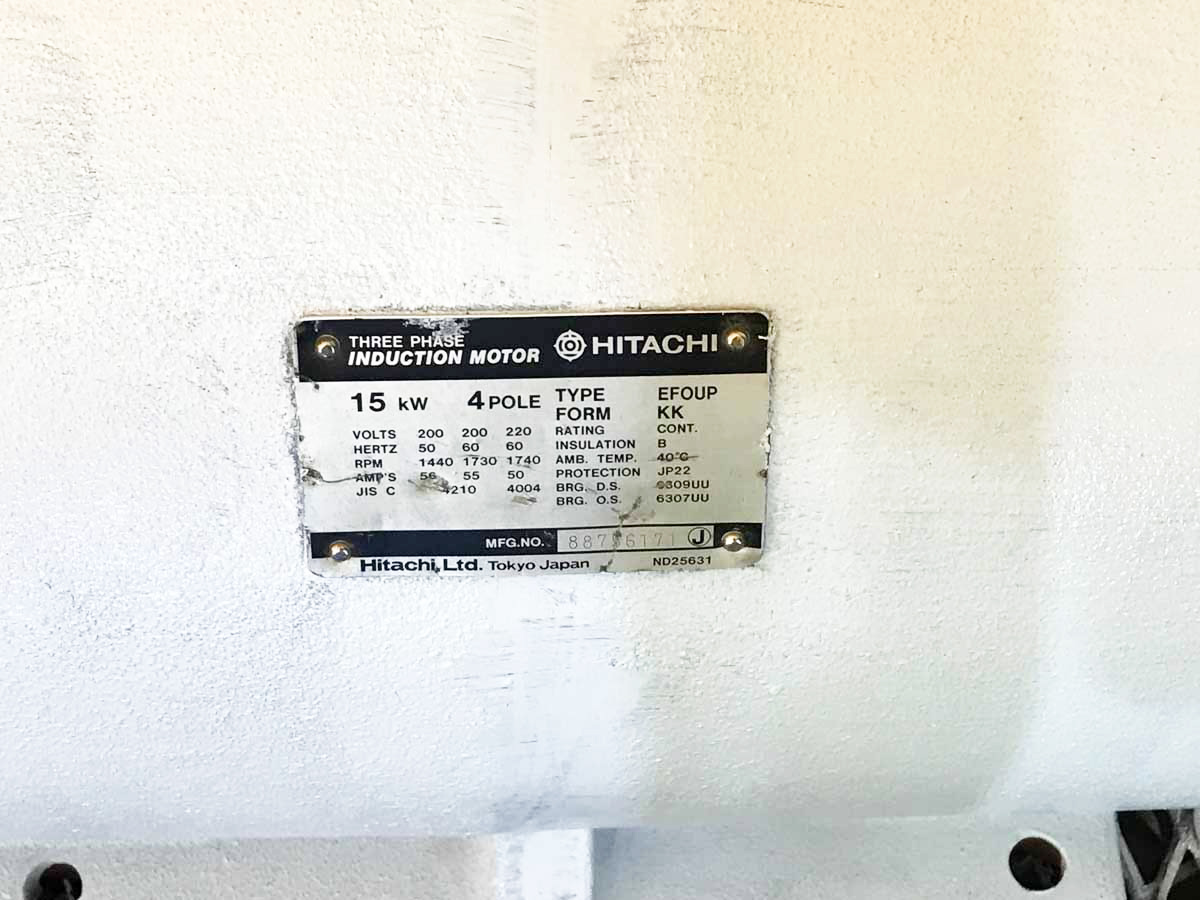 THREE PHASE
INDUCTION MOTOR
HITACHI
15 kW 4 POLE
VOLTS 200 200 220
HERTZ 50 60 60
RPM 1440 1730 1740
AMP'S 56 55 50
JIS C 4210 4004
TYPE EFOUP
FORM KK
RATING CONT.
INSULATION B
AMB. TEMP. 40°C
PROTECTION JP22
BRG. D.S. 6309UU
BRG. O.S. 6307UU
MFG.NO. J
Hitachi, Ltd. Tokyo Japan ND25631